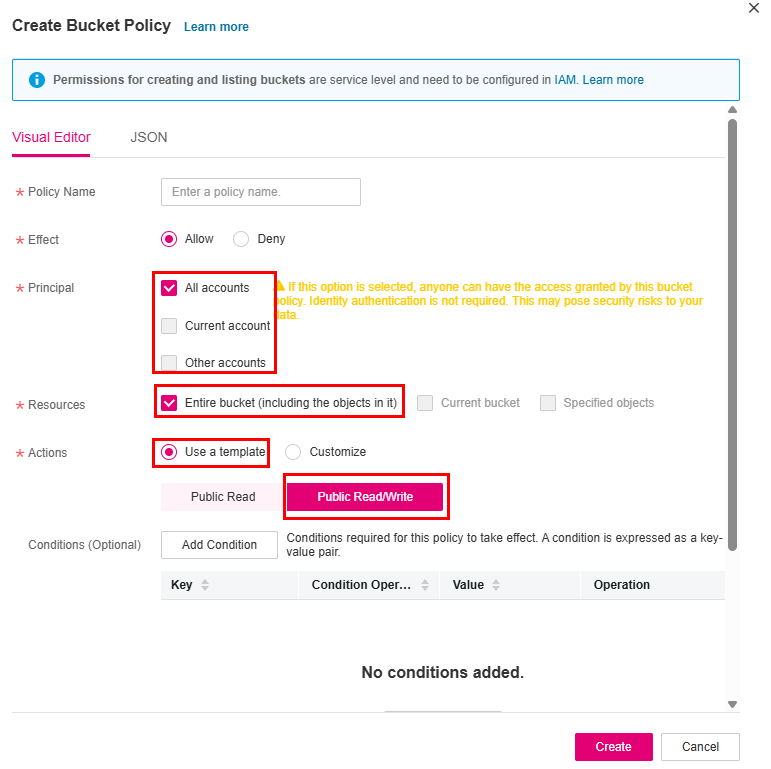 Create Bucket Policy Learn more
Permissions for creating and listing buckets are service level and need to be configured in IAM. Learn more
Visual Editor JSON
* Policy Name Enter a policy name.
* Effect Allow Deny
* Principal All accounts If this option is selected, anyone can have the access granted by this bucket
policy. Identity authentication is not required. This may pose security risks to your
data.
Current account
Other accounts
* Resources Entire bucket (including the objects in it) Current bucket Specified objects
* Actions Use a template Customize
Public Read Public Read/Write
Conditions (Optional) Add Condition Conditions required for this policy to take effect. A condition is expressed as a key-
value pair.
Key Condition Oper... Value Operation
No conditions added.
Create Cancel